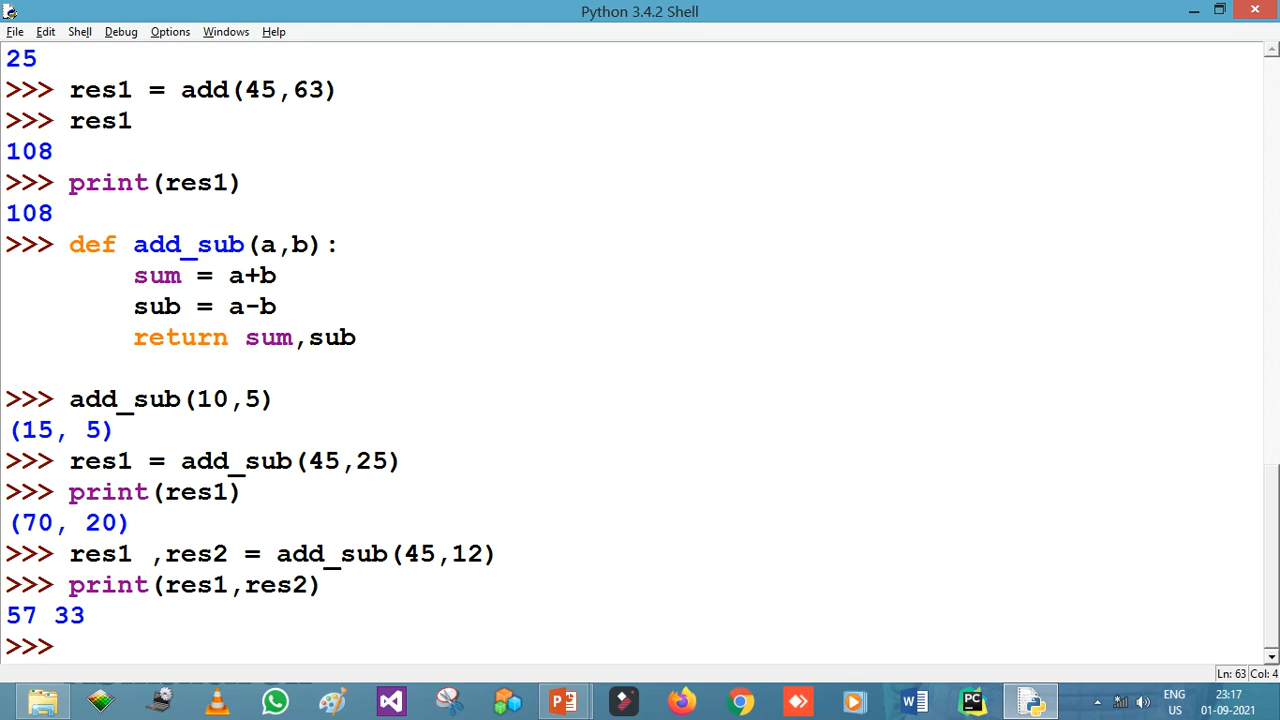 Python 3.4.2 Shell
File Edit Shell Debug Options Windows Help
25
>>> res1 = add(45,63)
>>> res1
108
>>> print(res1)
108
>>> def add_sub(a,b):
sum = a+b
sub = a-b
return sum,sub
>>> add_sub(10,5)
(15, 5)
>>> res1 = add_sub(45,25)
>>> print(res1)
(70, 20)
>>> res1 ,res2 = add_sub(45,12)
>>> print(res1,res2)
57 33
>>>
Ln: 63 Col: 4
ENG 23:17
US 01-09-2021